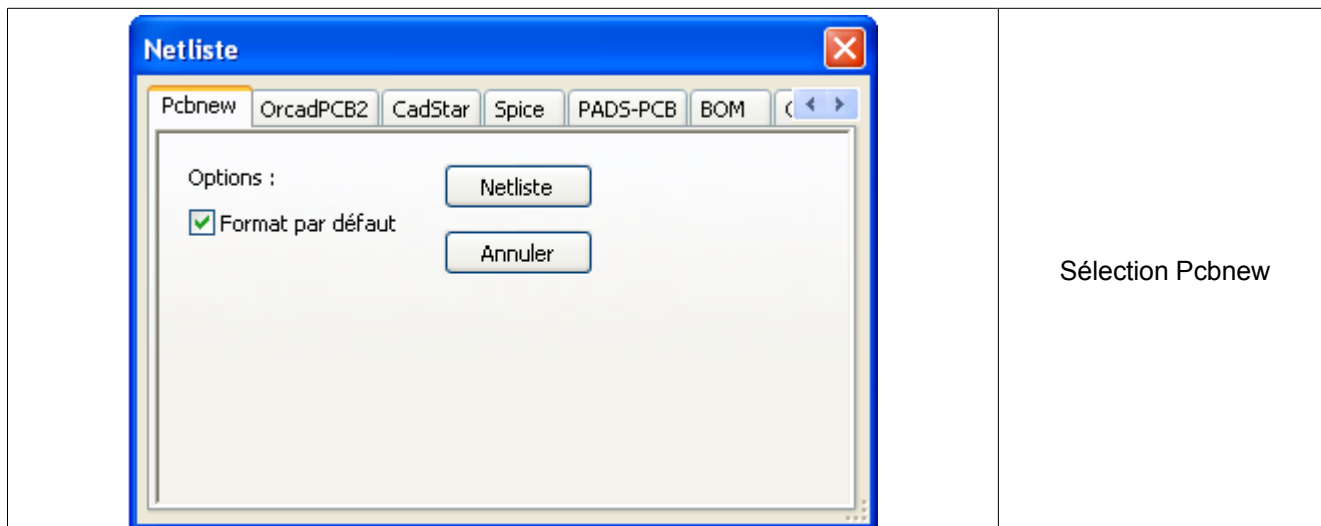 Netliste
Pcbnew OrcadPCB2 CadStar Spice PADS-PCB BOM
Options :
Netliste
Format par défaut
Annuler
Sélection Pcbnew